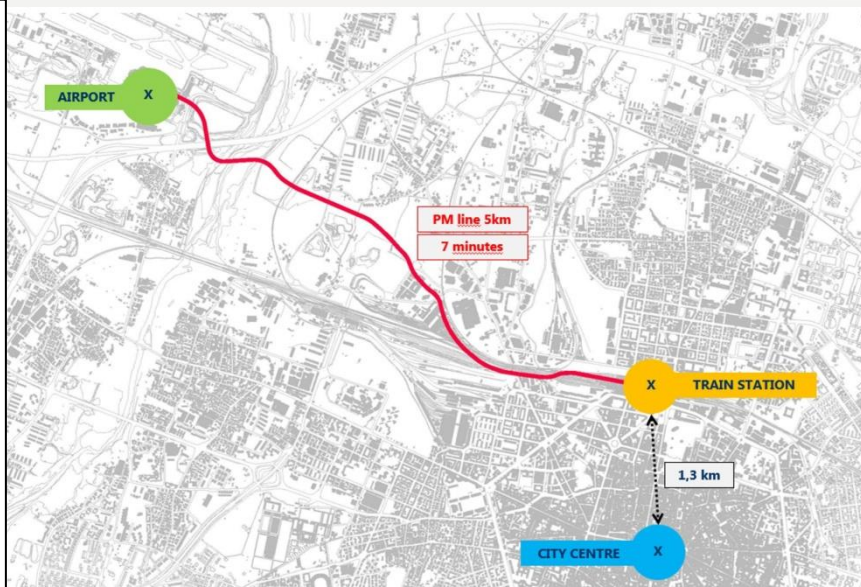 AIRPORT X
PM line 5km
7 minutes
X TRAIN STATION
1,3 km
CITY CENTRE X